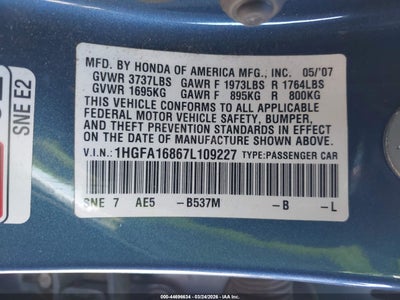 MFD. BY HONDA OF AMERICA MFG., INC. 05/'07
GVWR 3737LBS GAWR F 1973LBS R 1764LBS
GVWR 1695KG GAWR F 895KG R 800KG
THIS VEHICLE CONFORMS TO ALL APPLICABLE
FEDERAL MOTOR VEHICLE SAFETY, BUMPER,
AND THEFT PREVENTION STANDARDS IN EFFECT
ON THE DATE OF MANUFACTURE SHOWN ABOVE.
V.I.N.: 1HGFA16867L109227 TYPE:PASSENGER CAR
SNE 7 AE5 -B537M -B -L
SNE E2
000-44696634 - 03/24/2026 - COPYRIGHT © IAA, LLC